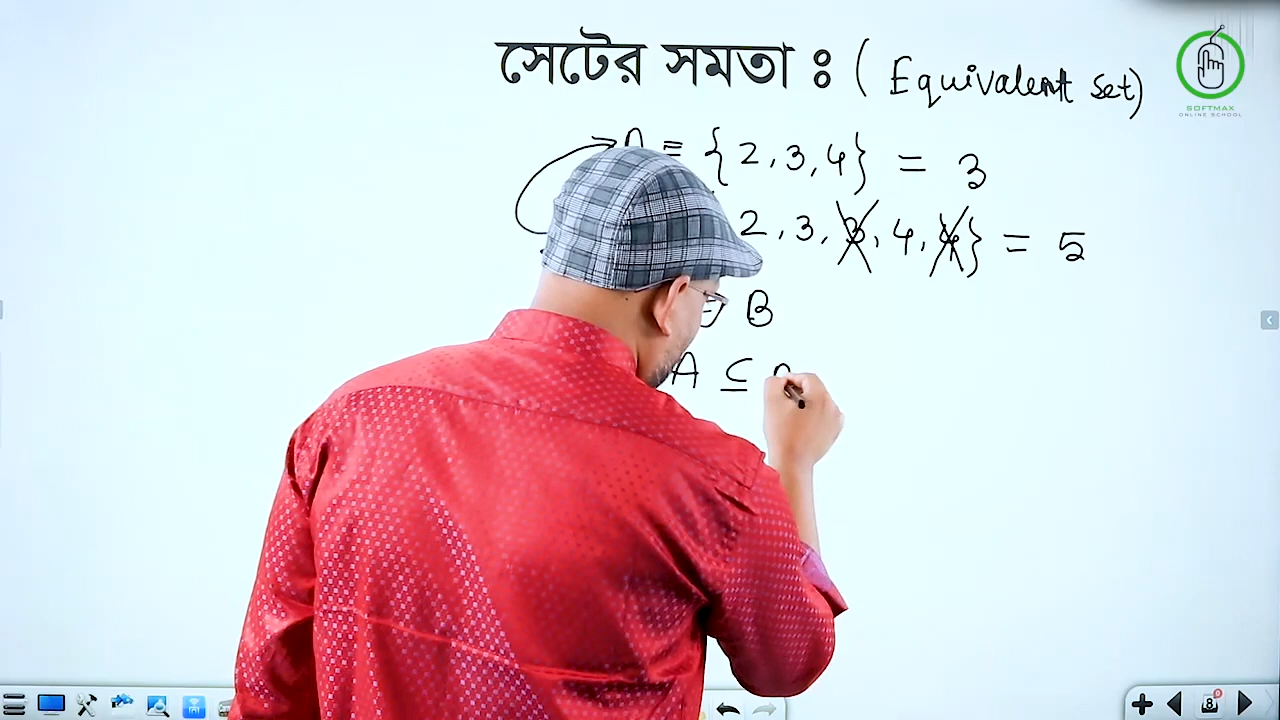 সেটের সমতা ঃ ( Equivalent set)
SOFTMAX
ONLINE SCHOOL
A = {2, 3, 4} = 3
2, 3, 3, 4, 4} = 5
B
A ⊆